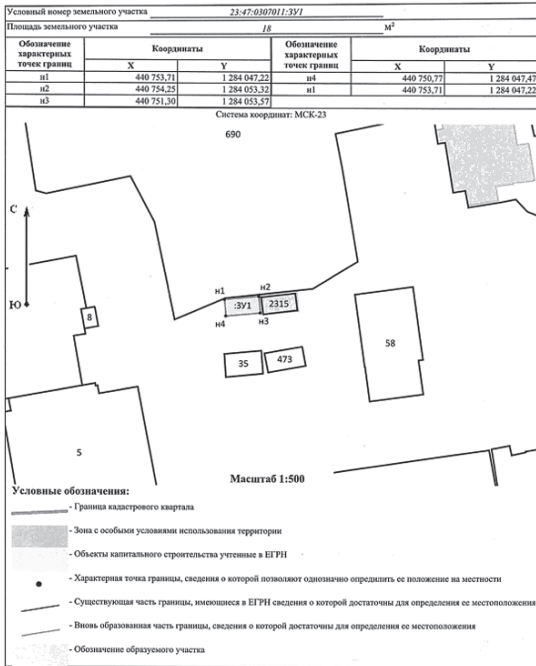 Условный номер земельного участка 23:47:0307011:ЗУ1
Площадь земельного участка 18 м²
Обозначение характерных точек границ Координаты Обозначение характерных точек границ Координаты
X Y X Y
н1 440 753,71 1 284 047,22 н4 440 750,77 1 284 047,47
н2 440 754,25 1 284 053,32 н1 440 753,71 1 284 047,22
н3 440 751,30 1 284 053,57
Система координат: МСК-23
690
С
н1 н2
Ю :ЗУ1 2315
8 н4 н3
58
35 473
5
Масштаб 1:500
Условные обозначения:
- Граница кадастрового квартала
- Зона с особыми условиями использования территории
- Объекты капитального строительства учтенные в ЕГРН
- Характерная точка границы, сведения о которой позволяют однозначно опредилить ее положение на местности
- Существующая часть границы, имеющиеся в ЕГРН сведения о которой достаточны для определения ее местоположения
- Вновь образованная часть границы, сведения о которой достаточны для определения ее местоположения
- Обозначение образуемого участка